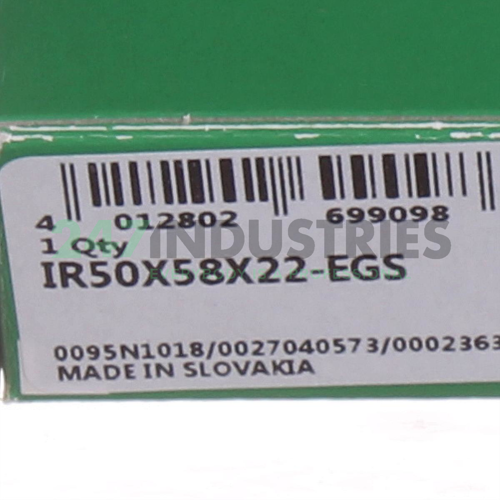 247 INDUSTRIES
4 012802 699098
1 Qty
IR50X58X22-EGS
0095N1018/0027040573/0002363
MADE IN SLOVAKIA